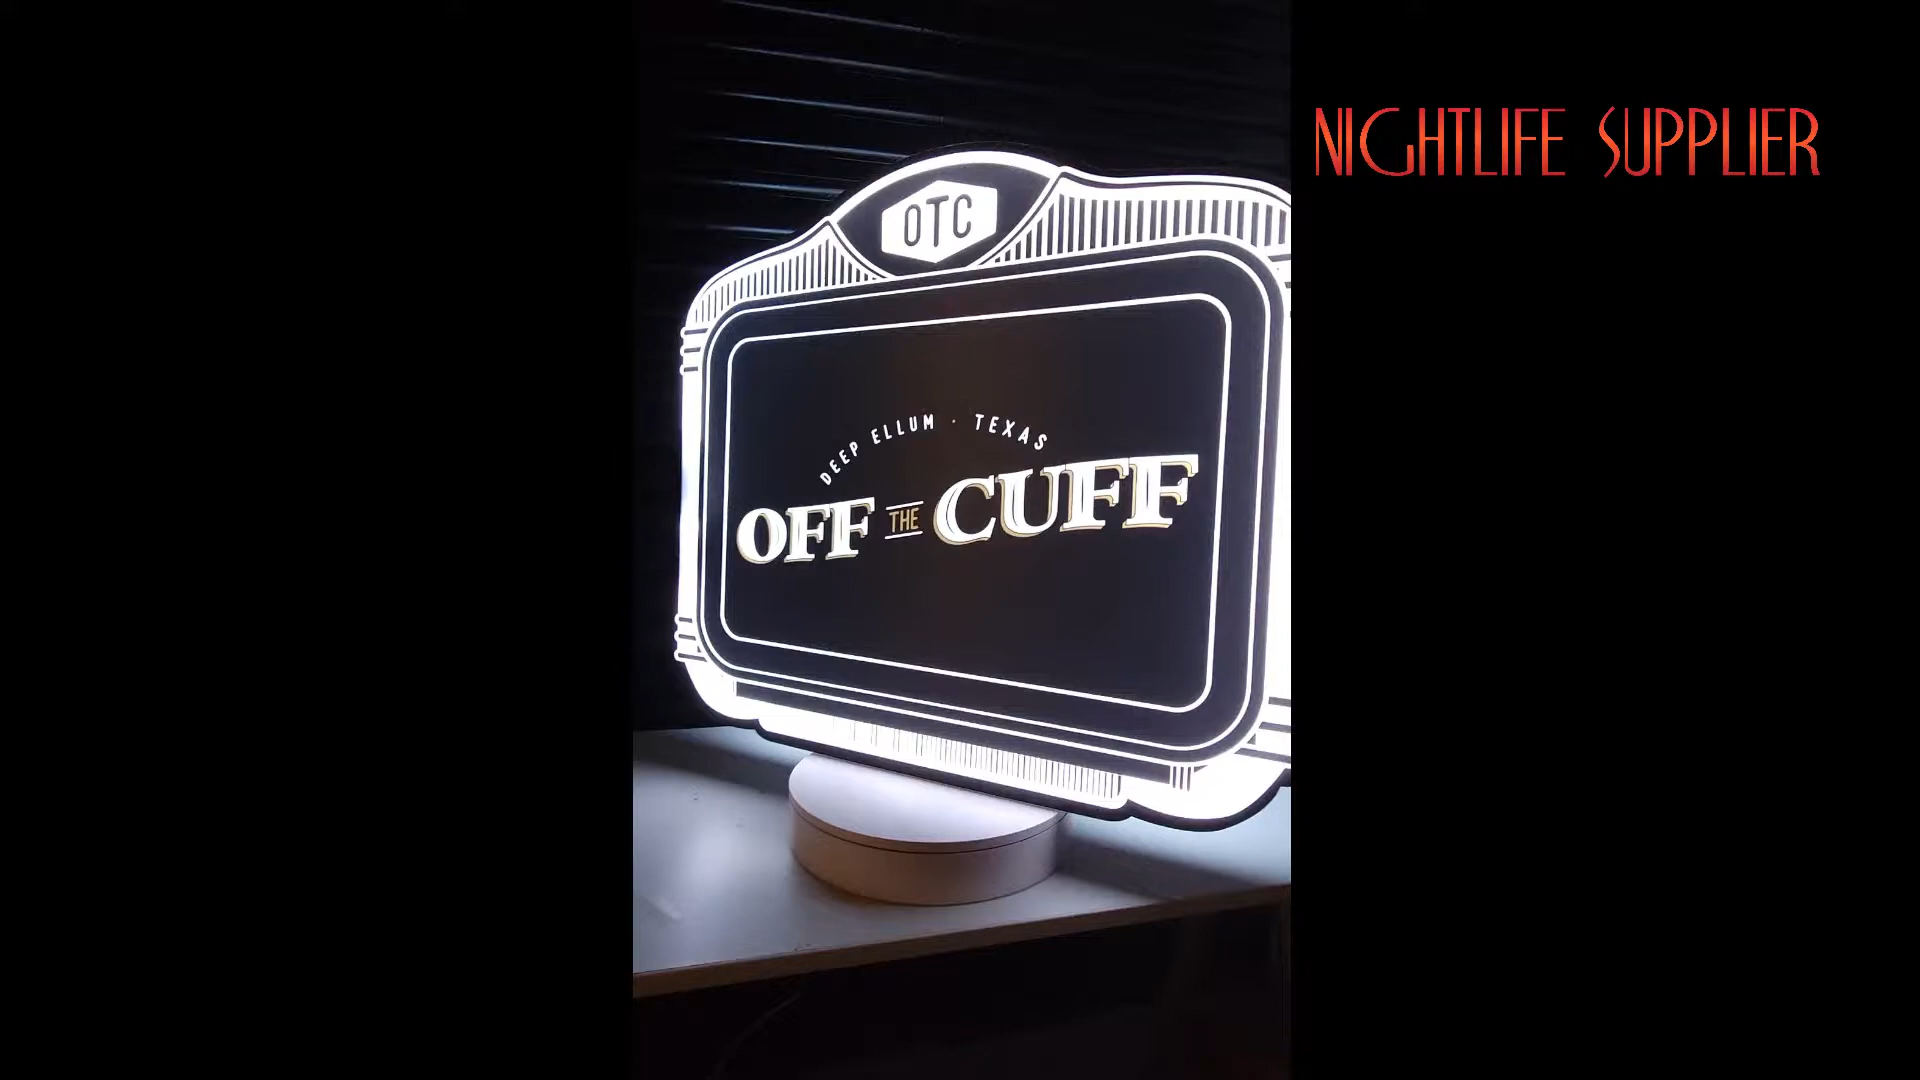 NIGHTLIFE SUPPLIER
OTC
DEEP ELLUM · TEXAS
OFF THE CUFF